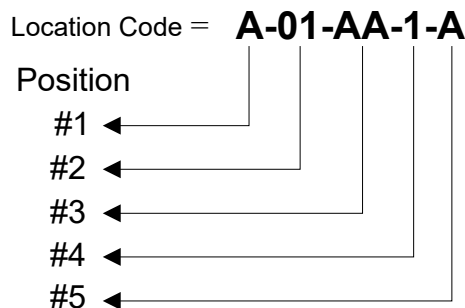 Location Code = A-01-AA-1-A
Position
#1
#2
#3
#4
#5